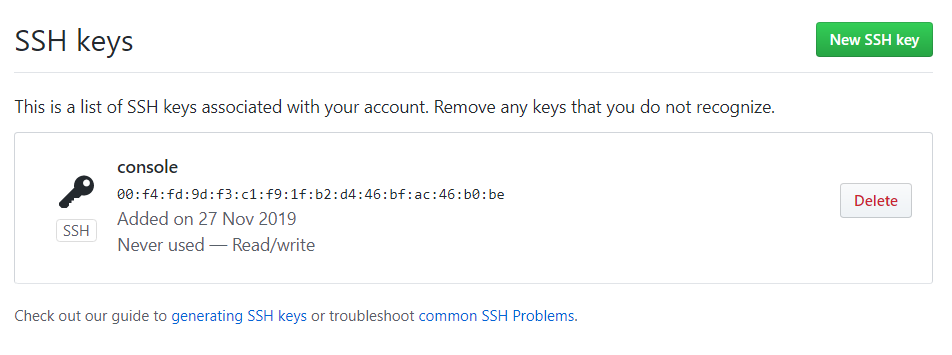 SSH keys
New SSH key
This is a list of SSH keys associated with your account. Remove any keys that you do not recognize.
console
00:f4:fd:9d:f3:c1:f9:1f:b2:d4:46:bf:ac:46:b0:be
Delete
Added on 27 Nov 2019
SSH
Never used — Read/write
Check out our guide to generating SSH keys or troubleshoot common SSH Problems.